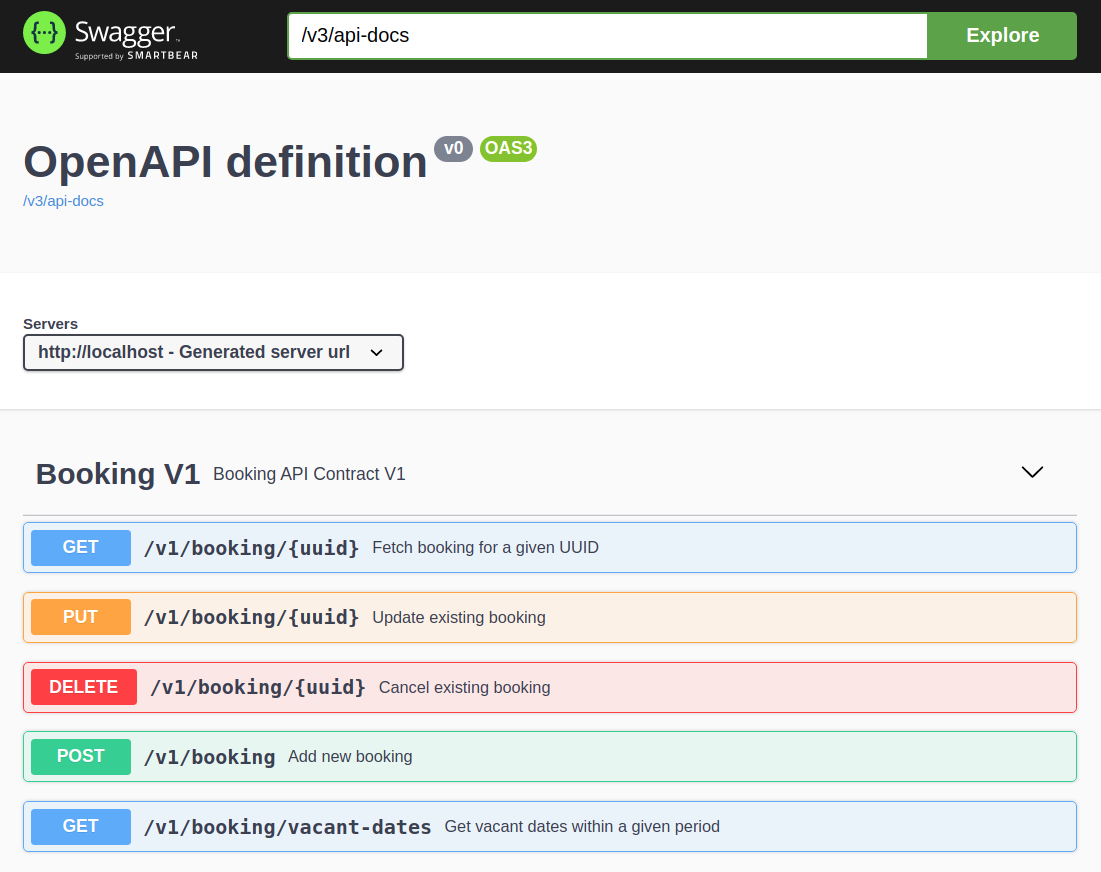 {···} Swagger™
Supported by SMARTBEAR
/v3/api-docs
Explore
OpenAPI definition v0 OAS3
/v3/api-docs
Servers
http://localhost - Generated server url
Booking V1 Booking API Contract V1
GET /v1/booking/{uuid} Fetch booking for a given UUID
PUT /v1/booking/{uuid} Update existing booking
DELETE /v1/booking/{uuid} Cancel existing booking
POST /v1/booking Add new booking
GET /v1/booking/vacant-dates Get vacant dates within a given period